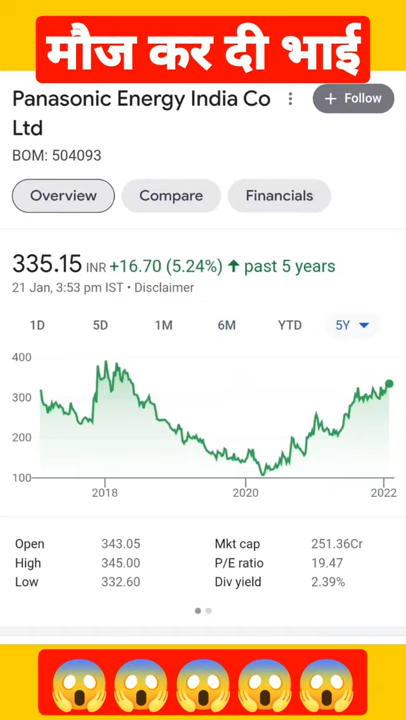 मौज कर दी भाई
Panasonic Energy India Co
Ltd
+ Follow
BOM: 504093
Overview Compare Financials
335.15 INR +16.70 (5.24%) ↑ past 5 years
21 Jan, 3:53 pm IST • Disclaimer
1D 5D 1M 6M YTD 5Y
400
300
200
100
2018 2020 2022
Open 343.05 Mkt cap 251.36Cr
High 345.00 P/E ratio 19.47
Low 332.60 Div yield 2.39%